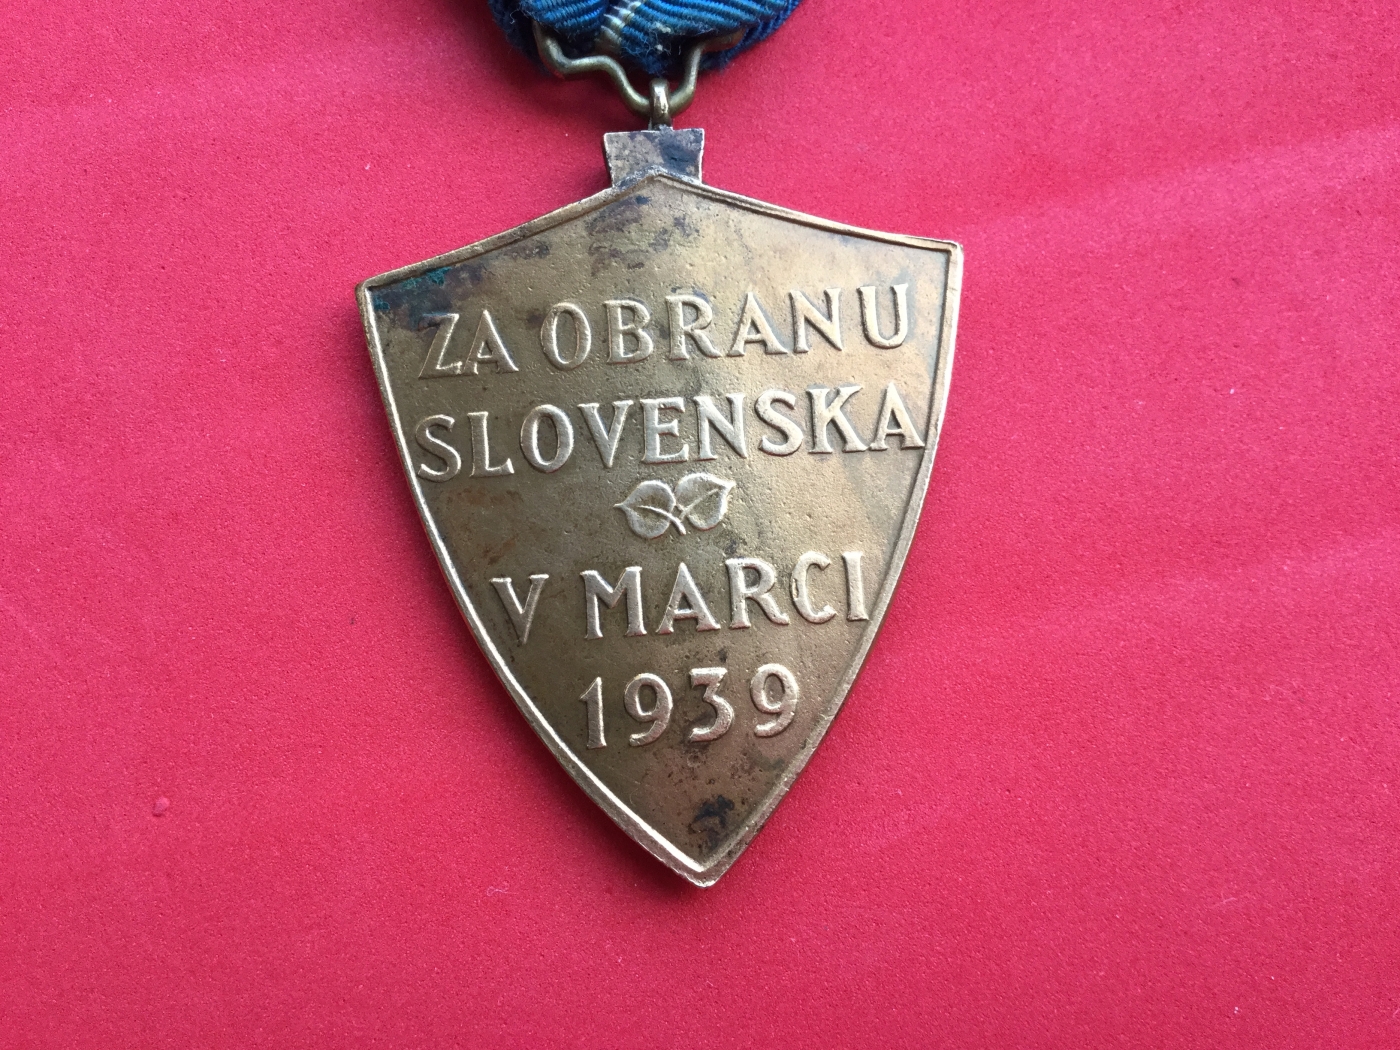 ZA OBRANU
SLOVENSKA
V MARCI
1939